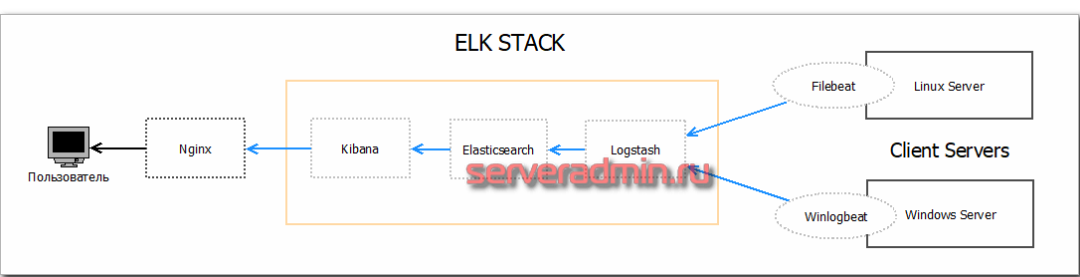 ELK STACK
Filebeat
Linux Server
Nginx
Kibana
Elasticsearch
Logstash
Client Servers
Пользователь
serveradmin.ru
Winlogbeat
Windows Server